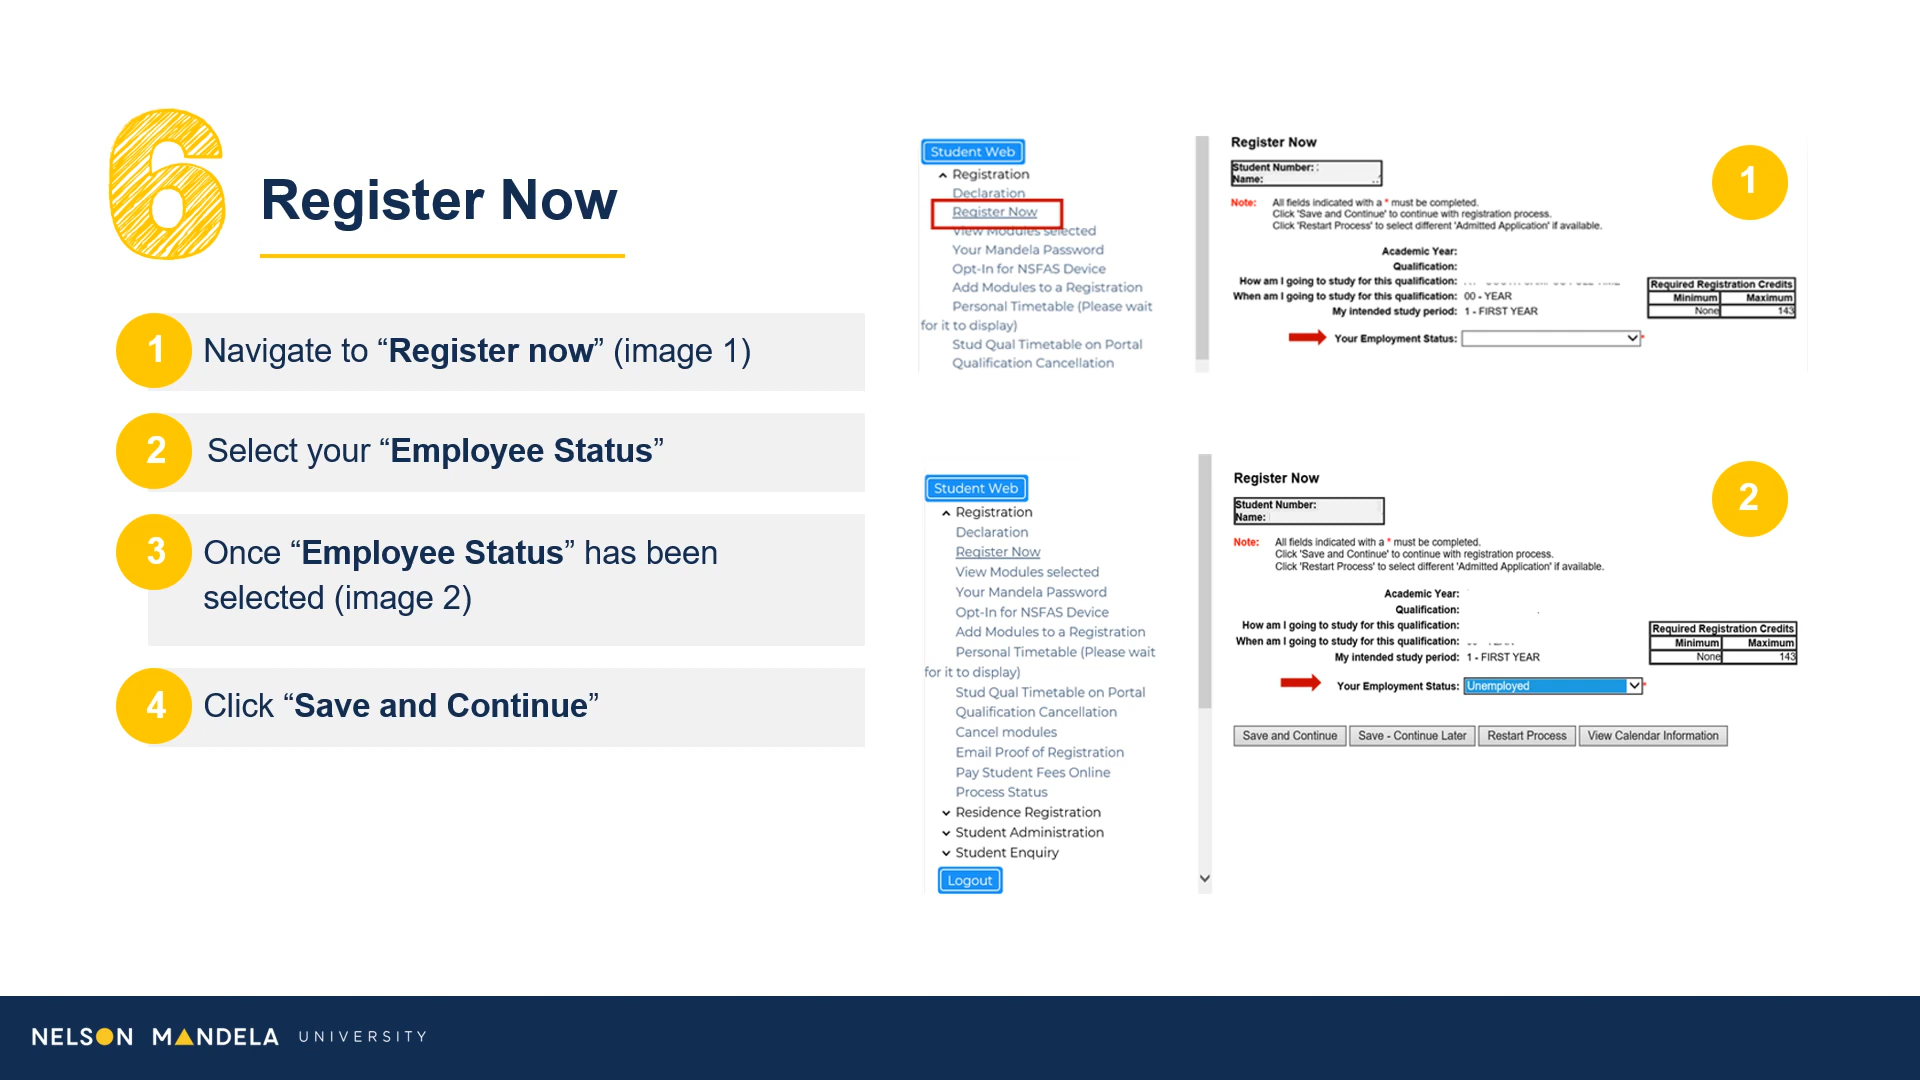 6
Register Now
1
Navigate to “Register now” (image 1)
2
Select your “Employee Status”
3
Once “Employee Status” has been
selected (image 2)
4
Click “Save and Continue”
Student Web
Registration
Declaration
Register Now
View Modules selected
Your Mandela Password
Opt-In for NSFAS Device
Add Modules to a Registration
Personal Timetable (Please wait
for it to display)
Stud Qual Timetable on Portal
Qualification Cancellation
Register Now
1
Student Number:
Name:
Note: All fields indicated with a * must be completed.
Click 'Save and Continue' to continue with registration process.
Click 'Restart Process' to select different 'Admitted Application' if available.
Academic Year:
Qualification:
How am I going to study for this qualification:
When am I going to study for this qualification: 00 - YEAR
My intended study period: 1 - FIRST YEAR
Required Registration Credits
Minimum Maximum
None 143
Your Employment Status: *
Student Web
Registration
Declaration
Register Now
View Modules selected
Your Mandela Password
Opt-In for NSFAS Device
Add Modules to a Registration
Personal Timetable (Please wait
for it to display)
Stud Qual Timetable on Portal
Qualification Cancellation
Cancel modules
Email Proof of Registration
Pay Student Fees Online
Process Status
Residence Registration
Student Administration
Student Enquiry
Logout
Register Now
2
Student Number:
Name:
Note: All fields indicated with a * must be completed.
Click 'Save and Continue' to continue with registration process.
Click 'Restart Process' to select different 'Admitted Application' if available.
Academic Year:
Qualification:
How am I going to study for this qualification:
When am I going to study for this qualification:
My intended study period: 1 - FIRST YEAR
Required Registration Credits
Minimum Maximum
None 143
Your Employment Status: Unemployed *
Save and Continue Save - Continue Later Restart Process View Calendar Information
NELSON MANDELA UNIVERSITY